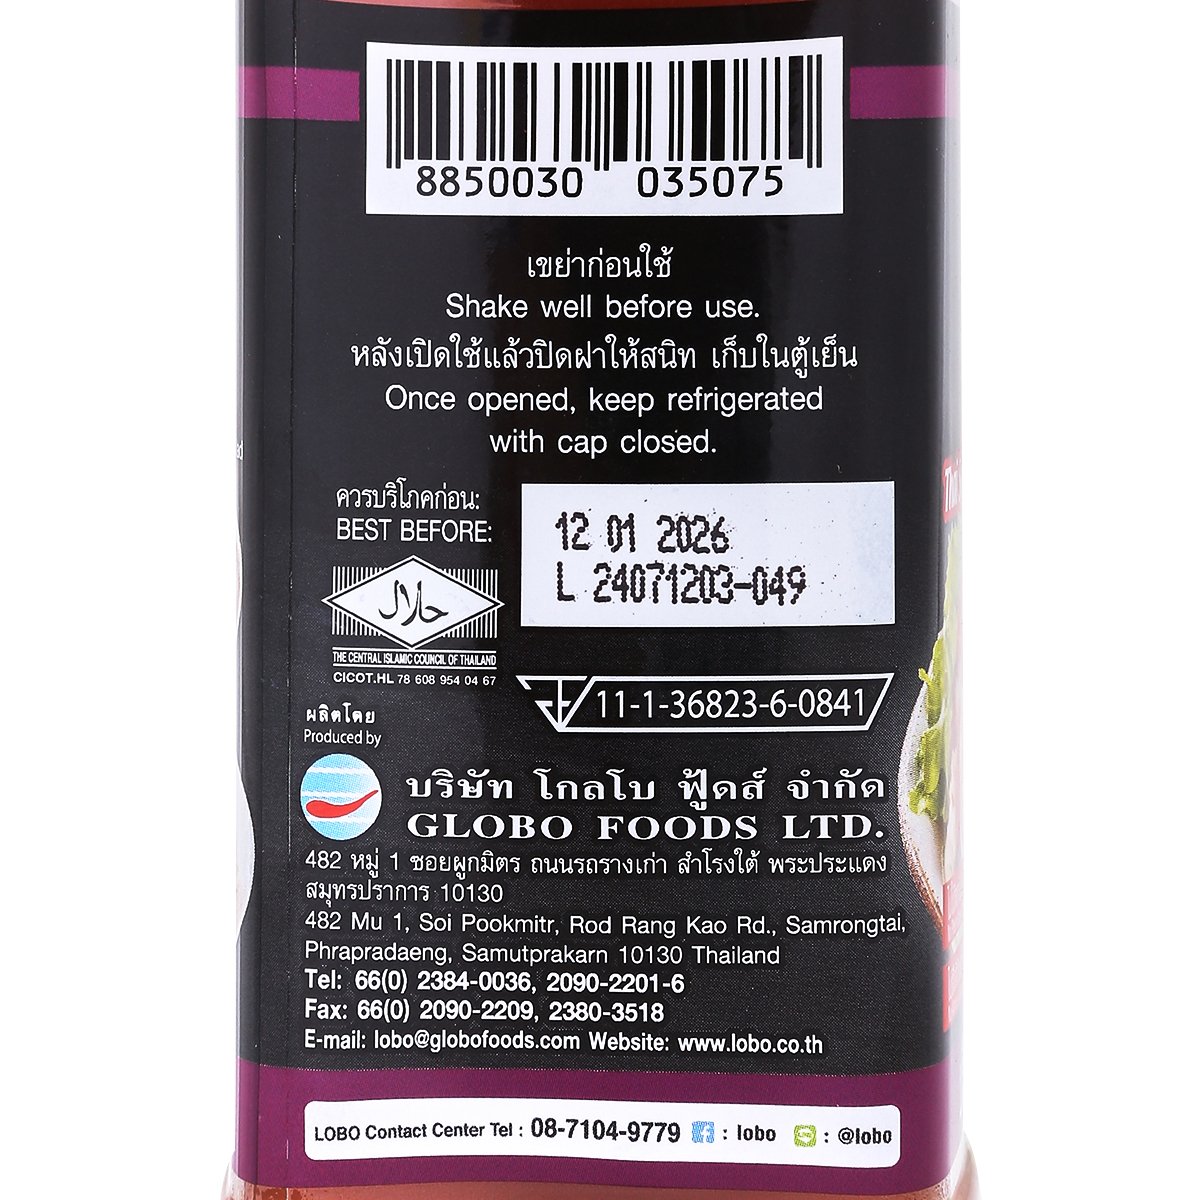 8850030 035075
เขย่าก่อนใช้
Shake well before use.
หลังเปิดใช้แล้วปิดฝาให้สนิท เก็บในตู้เย็น
Once opened, keep refrigerated
with cap closed.
ควรบริโภคก่อน:
BEST BEFORE:
12 01 2026
L 24071203-049
حلال
THE CENTRAL ISLAMIC COUNCIL OF THAILAND
CICOT.HL 78 608 954 04 67
11-1-36823-6-0841
ผลิตโดย
Produced by
บริษัท โกลโบ ฟู้ดส์ จำกัด
GLOBO FOODS LTD.
482 หมู่ 1 ซอยผูกมิตร ถนนรถรางเก่า สำโรงใต้ พระประแดง
สมุทรปราการ 10130
482 Mu 1, Soi Pookmitr, Rod Rang Kao Rd., Samrongtai,
Phrapradaeng, Samutprakarn 10130 Thailand
Tel: 66(0) 2384-0036, 2090-2201-6
Fax: 66(0) 2090-2209, 2380-3518
E-mail: lobo@globofoods.com Website: www.lobo.co.th
LOBO Contact Center Tel : 08-7104-9779 f : lobo : @lobo